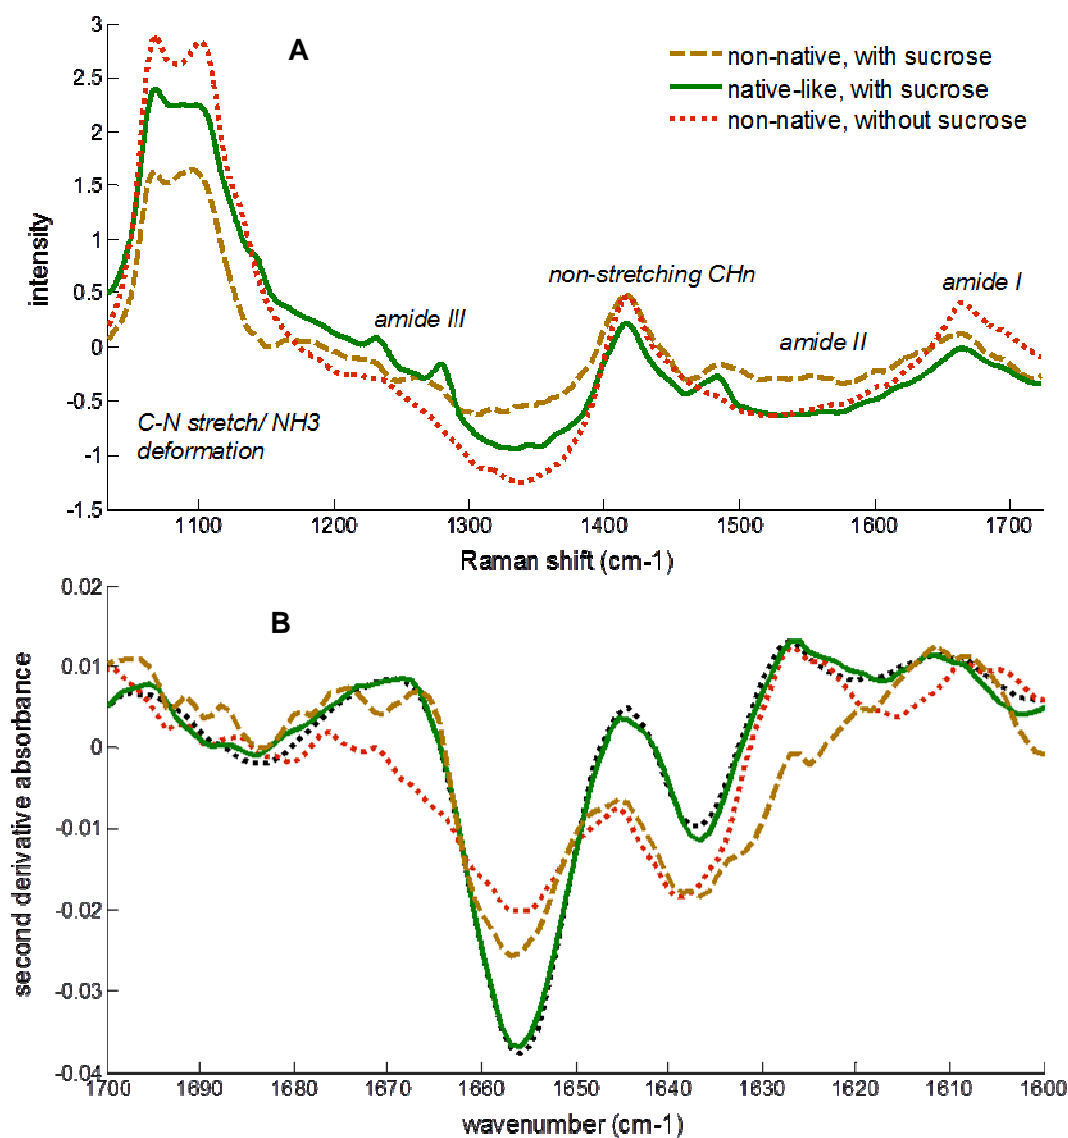 A
non-native, with sucrose
native-like, with sucrose
non-native, without sucrose
3
2.5
2
1.5
1
0.5
0
-0.5
-1
-1.5
intensity
non-stretching CHn
amide I
amide III
amide II
C-N stretch/ NH3
deformation
1100
1200
1300
1400
1500
1600
1700
Raman shift (cm-1)
B
0.02
0.01
0
-0.01
-0.02
-0.03
-0.04
second derivative absorbance
1700
1690
1680
1670
1660
1650
1640
1630
1620
1610
1600
wavenumber (cm-1)